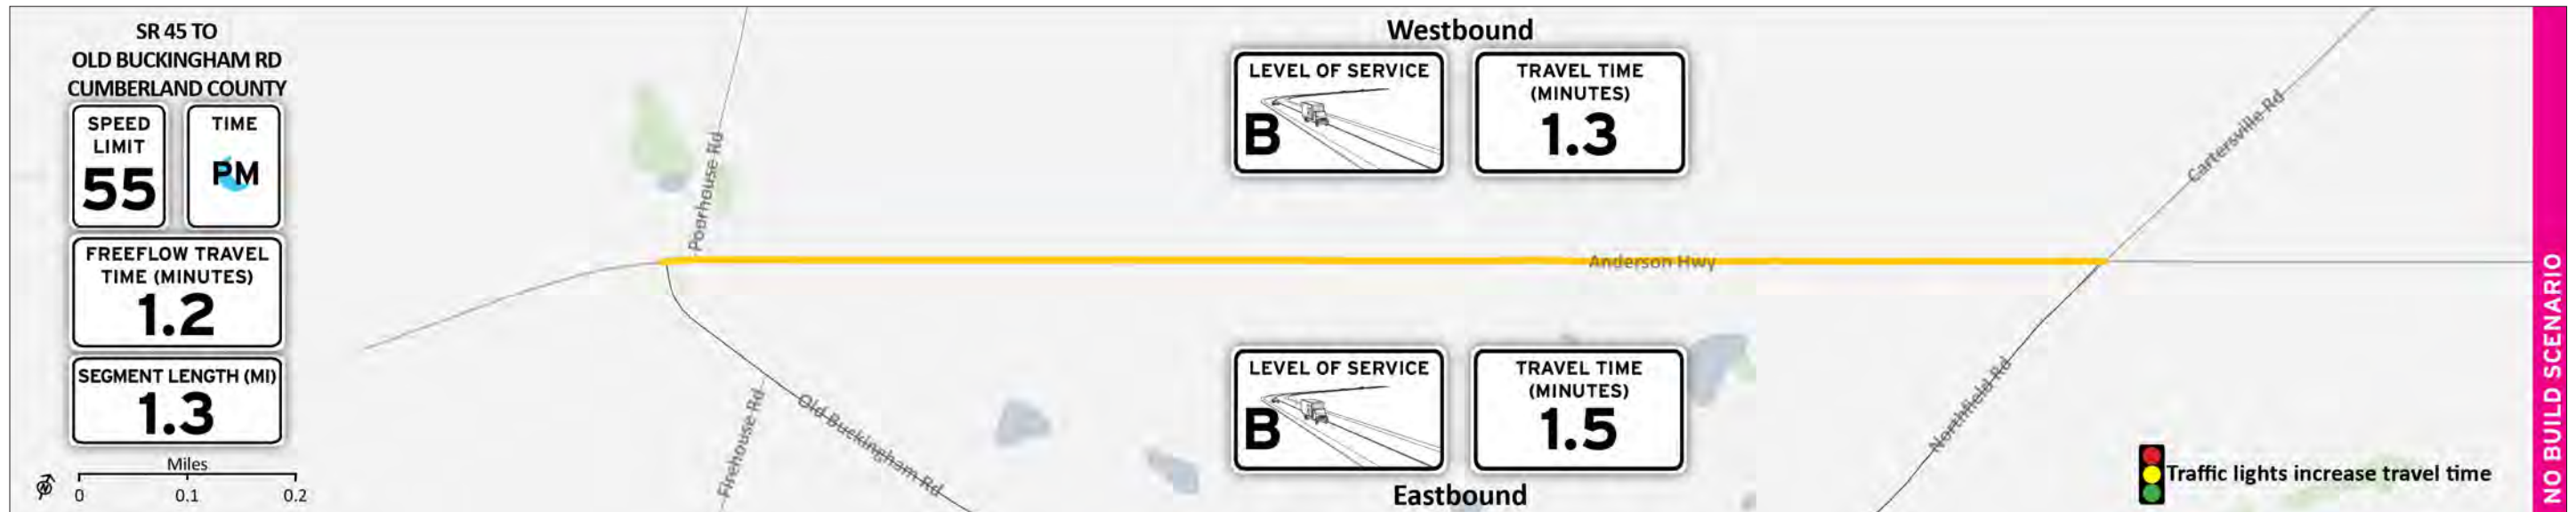 SR 45 TO
OLD BUCKINGHAM RD
CUMBERLAND COUNTY
SPEED
LIMIT
55
TIME
PM
FREEFLOW TRAVEL
TIME (MINUTES)
1.2
SEGMENT LENGTH (MI)
1.3
Miles
0 0.1 0.2
Poorhouse Rd
Firehouse Rd
Old Buckingham Rd
Westbound
LEVEL OF SERVICE
B
TRAVEL TIME
(MINUTES)
1.3
Anderson Hwy
LEVEL OF SERVICE
B
TRAVEL TIME
(MINUTES)
1.5
Eastbound
Cartersville Rd
Northfield Rd
Traffic lights increase travel time
NO BUILD SCENARIO